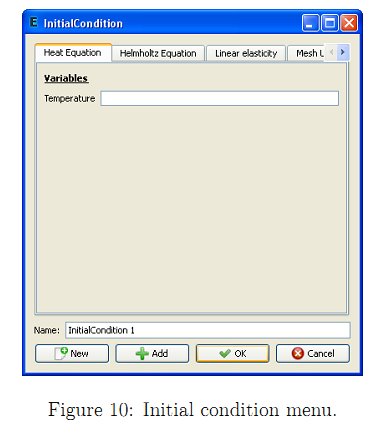 InitialCondition
Heat Equation Helmholtz Equation Linear elasticity Mesh
Variables
Temperature
Name: InitialCondition 1
New Add OK Cancel
Figure 10: Initial condition menu.